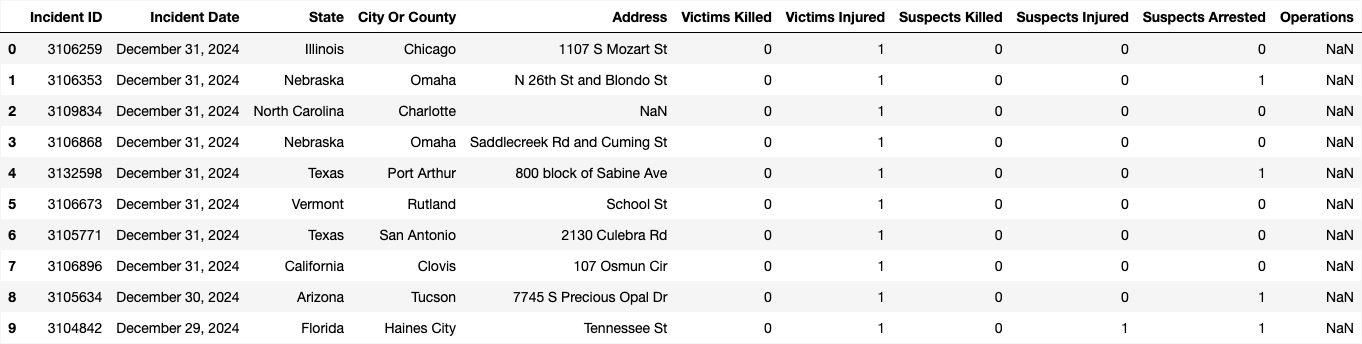 Incident ID Incident Date State City Or County Address Victims Killed Victims Injured Suspects Killed Suspects Injured Suspects Arrested Operations
0 3106259 December 31, 2024 Illinois Chicago 1107 S Mozart St 0 1 0 0 0 NaN
1 3106353 December 31, 2024 Nebraska Omaha N 26th St and Blondo St 0 1 0 0 1 NaN
2 3109834 December 31, 2024 North Carolina Charlotte NaN 0 1 0 0 0 NaN
3 3106868 December 31, 2024 Nebraska Omaha Saddlecreek Rd and Cuming St 0 1 0 0 0 NaN
4 3132598 December 31, 2024 Texas Port Arthur 800 block of Sabine Ave 0 1 0 0 1 NaN
5 3106673 December 31, 2024 Vermont Rutland School St 0 1 0 0 0 NaN
6 3105771 December 31, 2024 Texas San Antonio 2130 Culebra Rd 0 1 0 0 0 NaN
7 3106896 December 31, 2024 California Clovis 107 Osmun Cir 0 1 0 0 0 NaN
8 3105634 December 30, 2024 Arizona Tucson 7745 S Precious Opal Dr 0 1 0 0 1 NaN
9 3104842 December 29, 2024 Florida Haines City Tennessee St 0 1 0 1 1 NaN